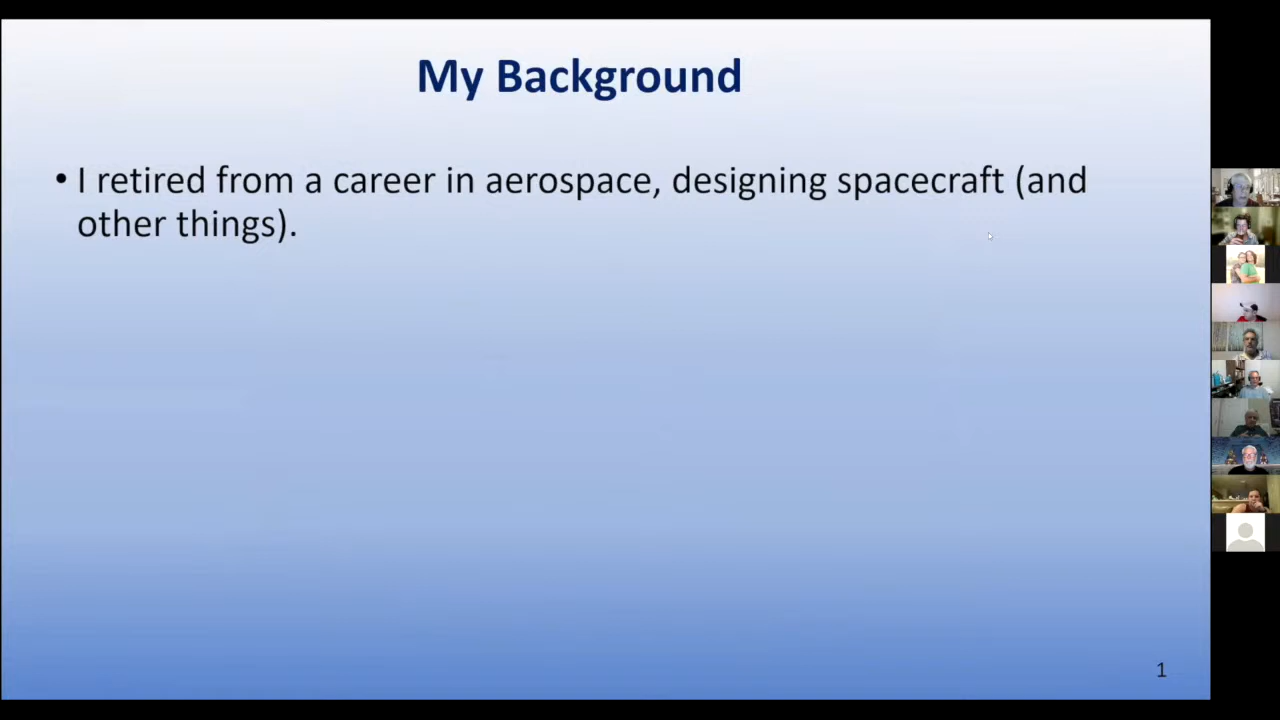 My Background
• I retired from a career in aerospace, designing spacecraft (and
other things).
1